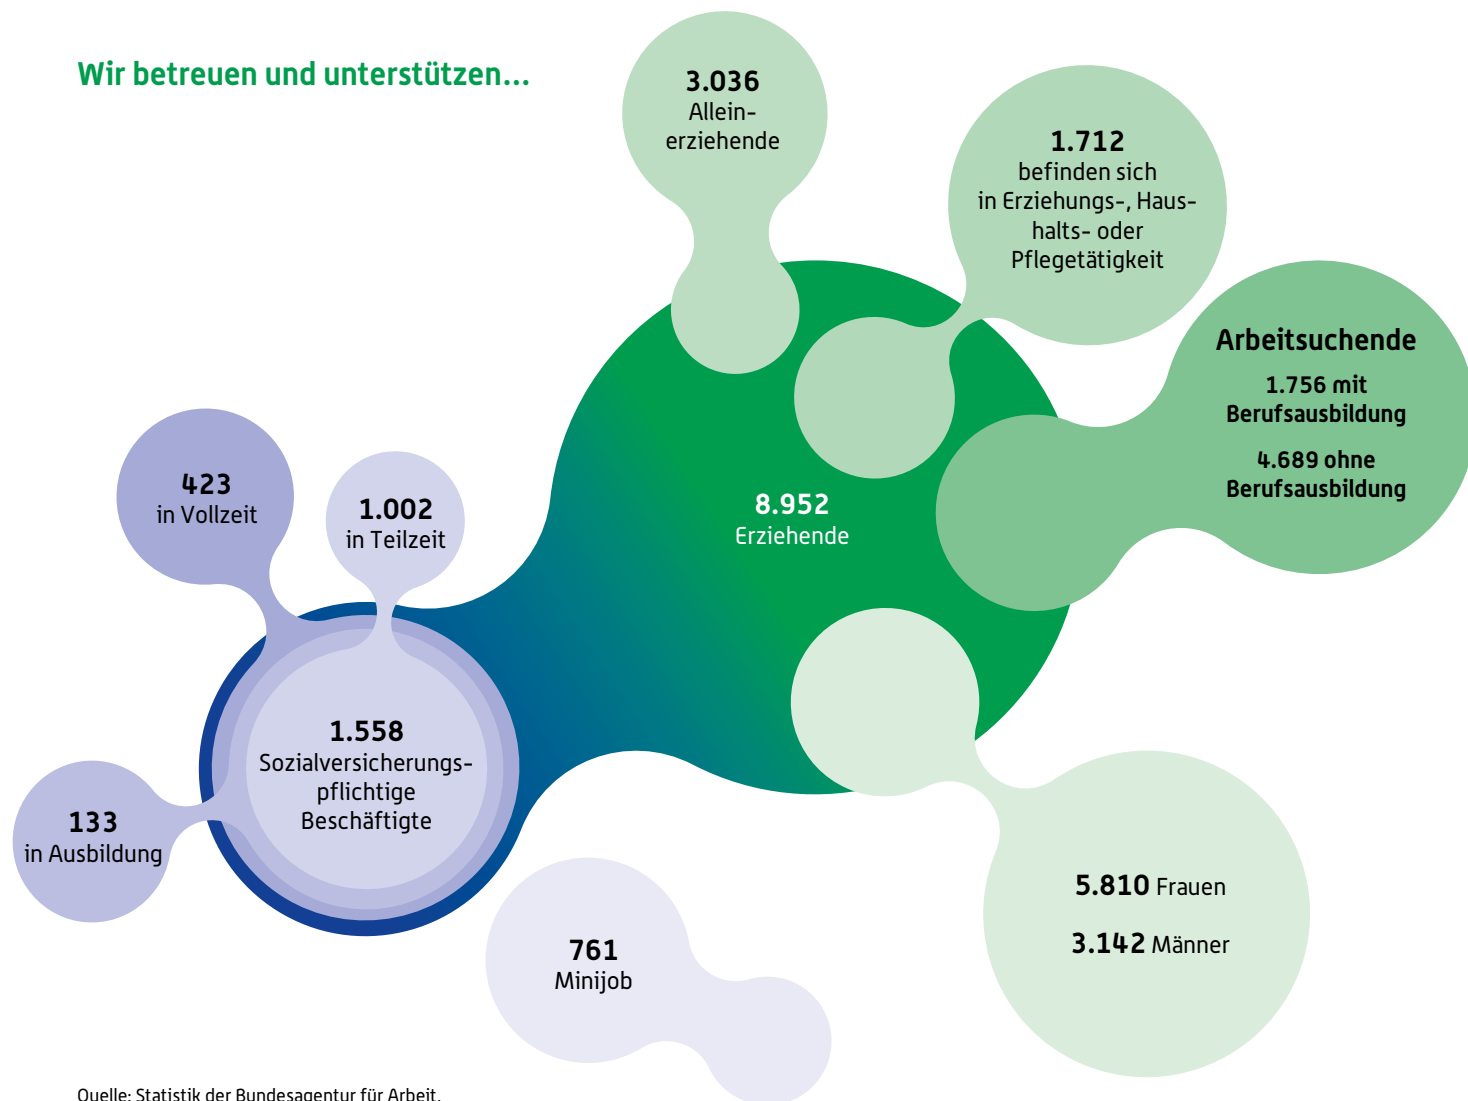 Wir betreuen und unterstützen...
3.036
Allein-
erziehende
1.712
befinden sich
in Erziehungs-, Haus-
halts- oder
Pflegetätigkeit
Arbeitsuchende
1.756 mit
Berufsausbildung
4.689 ohne
Berufsausbildung
423
in Vollzeit
1.002
in Teilzeit
8.952
Erziehende
1.558
Sozialversicherungs-
pflichtige
Beschäftigte
133
in Ausbildung
761
Minijob
5.810 Frauen
3.142 Männer
Quelle: Statistik der Bundesagentur für Arbeit.